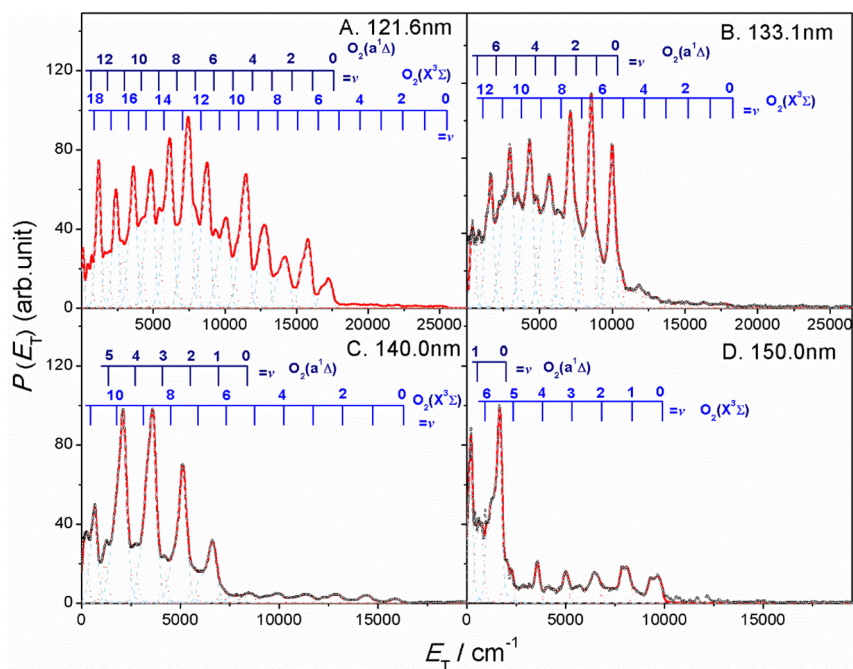 A. 121.6nm
12 10 8 6 4 2 0 O₂(a¹Δ)
=v
18 16 14 12 10 8 6 4 2 0 O₂(X³Σ)
=v
120
80
40
0
5000 10000 15000 20000 25000
B. 133.1nm
6 4 2 0 O₂(a¹Δ)
=v
12 10 8 6 4 2 0
=v O₂(X³Σ)
5000 10000 15000 20000 25000
P(E_T) (arb.unit)
C. 140.0nm
5 4 3 2 1 0 =v O₂(a¹Δ)
10 8 6 4 2 0 O₂(X³Σ)
=v
120
80
40
0
0 5000 10000 15000
D. 150.0nm
1 0 =v O₂(a¹Δ)
6 5 4 3 2 1 0
=v O₂(X³Σ)
0 5000 10000 15000
E_T / cm⁻¹